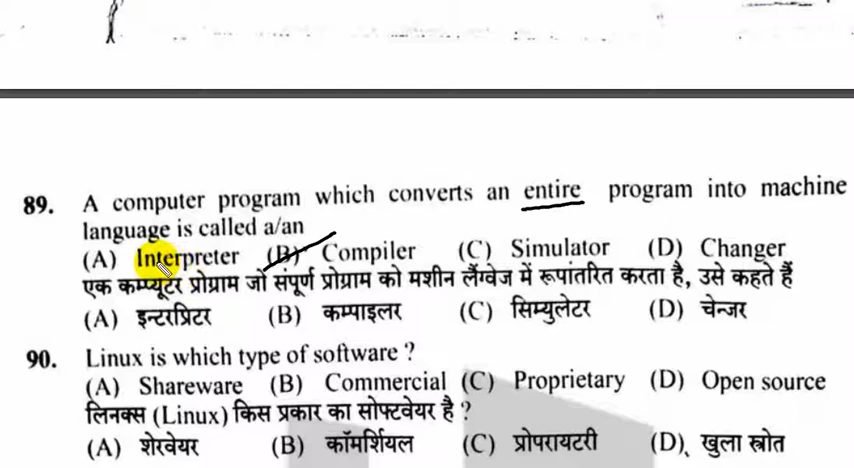 89. A computer program which converts an entire program into machine
language is called a/an
(A) Interpreter (B) Compiler (C) Simulator (D) Changer
एक कम्प्यूटर प्रोग्राम जो संपूर्ण प्रोग्राम को मशीन लैंग्वेज में रूपांतरित करता है, उसे कहते हैं
(A) इन्टरप्रिटर (B) कम्पाइलर (C) सिम्युलेटर (D) चेन्जर
90. Linux is which type of software ?
(A) Shareware (B) Commercial (C) Proprietary (D) Open source
लिनक्स (Linux) किस प्रकार का सोफ्टवेयर है ?
(A) शेरवेयर (B) कॉमर्शियल (C) प्रोपरायटरी (D) खुला स्त्रोत